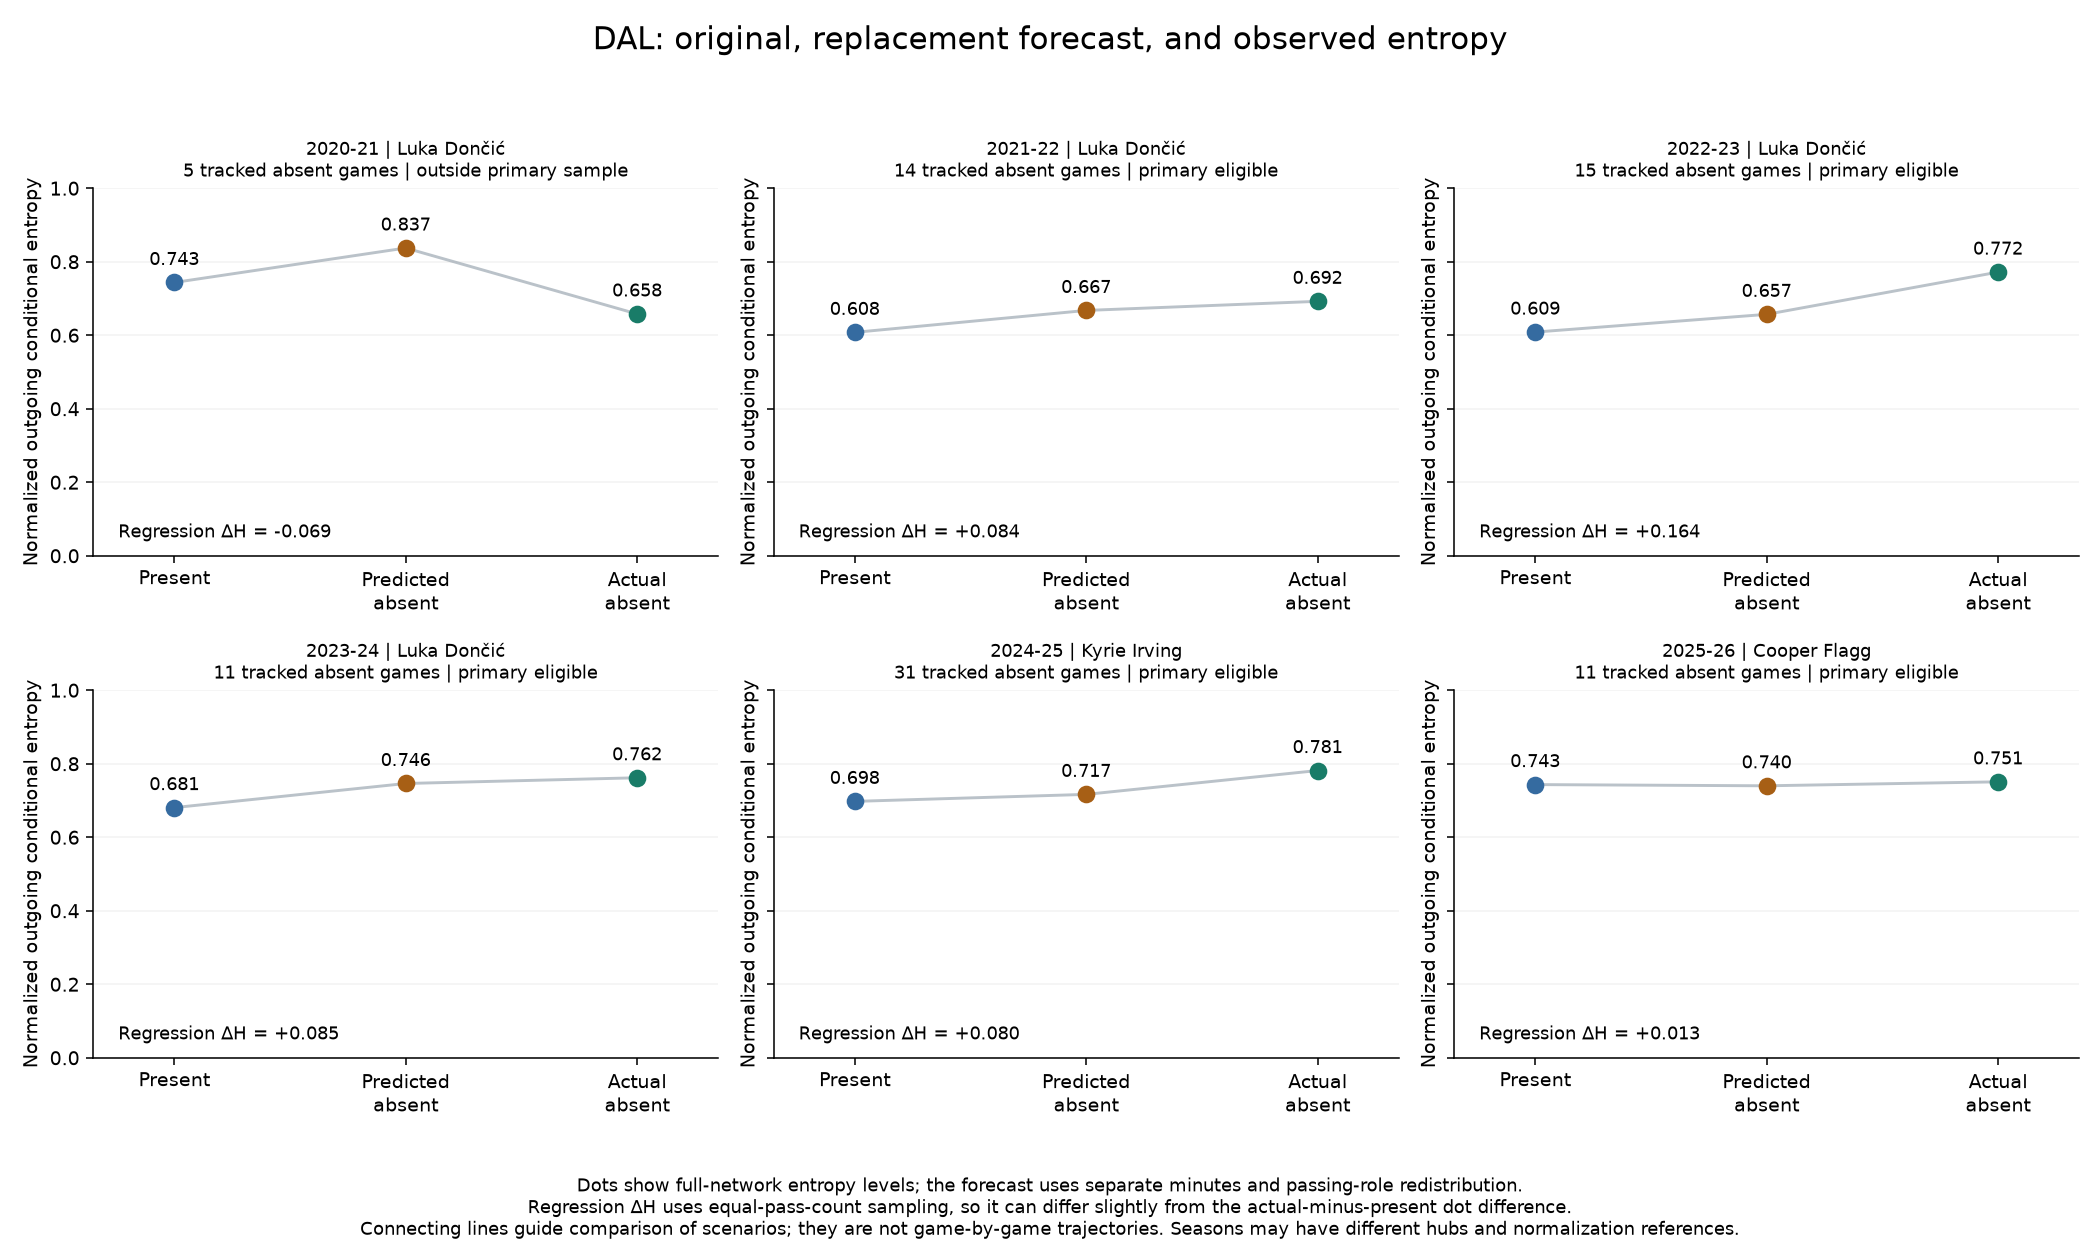 DAL: original, replacement forecast, and observed entropy
2020-21 | Luka Dončić
5 tracked absent games | outside primary sample
Normalized outgoing conditional entropy
1.0
0.8
0.6
0.4
0.2
0.0
0.743
0.837
0.658
Regression ΔH = -0.069
Present
Predicted
absent
Actual
absent
2021-22 | Luka Dončić
14 tracked absent games | primary eligible
Normalized outgoing conditional entropy
0.608
0.667
0.692
Regression ΔH = +0.084
Present
Predicted
absent
Actual
absent
2022-23 | Luka Dončić
15 tracked absent games | primary eligible
Normalized outgoing conditional entropy
0.609
0.657
0.772
Regression ΔH = +0.164
Present
Predicted
absent
Actual
absent
2023-24 | Luka Dončić
11 tracked absent games | primary eligible
Normalized outgoing conditional entropy
1.0
0.8
0.6
0.4
0.2
0.0
0.681
0.746
0.762
Regression ΔH = +0.085
Present
Predicted
absent
Actual
absent
2024-25 | Kyrie Irving
31 tracked absent games | primary eligible
Normalized outgoing conditional entropy
0.698
0.717
0.781
Regression ΔH = +0.080
Present
Predicted
absent
Actual
absent
2025-26 | Cooper Flagg
11 tracked absent games | primary eligible
Normalized outgoing conditional entropy
0.743
0.740
0.751
Regression ΔH = +0.013
Present
Predicted
absent
Actual
absent
Dots show full-network entropy levels; the forecast uses separate minutes and passing-role redistribution.
Regression ΔH uses equal-pass-count sampling, so it can differ slightly from the actual-minus-present dot difference.
Connecting lines guide comparison of scenarios; they are not game-by-game trajectories. Seasons may have different hubs and normalization references.